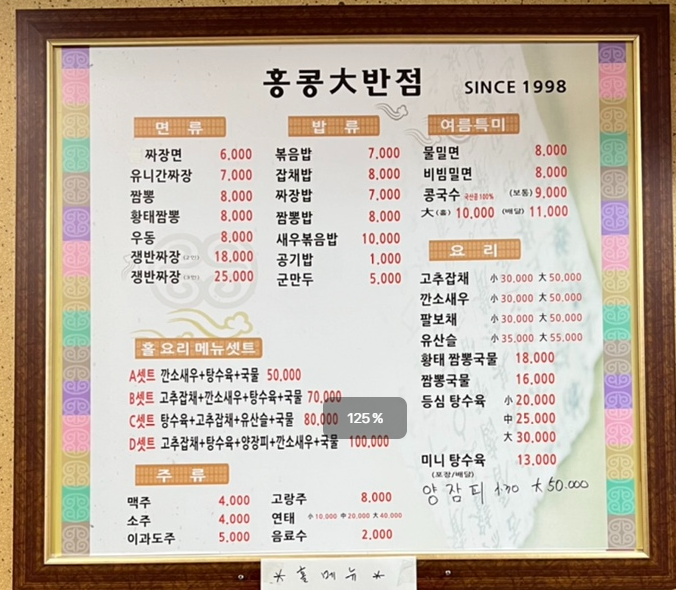 홍콩大반점 SINCE 1998
면 류
짜장면 6,000
유니간짜장 7,000
짬뽕 8,000
황태짬뽕 8,000
우동 8,000
쟁반짜장 (2인) 18,000
쟁반짜장 (3인) 25,000
밥 류
볶음밥 7,000
잡채밥 8,000
짜장밥 7,000
짬뽕밥 8,000
새우볶음밥 10,000
공기밥 1,000
군만두 5,000
여름특미
물밀면 8,000
비빔밀면 8,000
콩국수 국산콩 100% (보통) 9,000
大(홀) 10,000 (배달) 11,000
요 리
고추잡채 小 30,000 大 50,000
깐소새우 小 30,000 大 50,000
팔보채 小 30,000 大 50,000
유산슬 小 35,000 大 55,000
황태 짬뽕국물 18,000
짬뽕국물 16,000
등심 탕수육 小 20,000
中 25,000
大 30,000
미니 탕수육 13,000
(포장/배달)
양 잠 피 大 50.000
홀 요리 메뉴셋트
A셋트 깐소새우+탕수육+국물 50,000
B셋트 고추잡채+깐소새우+탕수육+국물 70,000
C셋트 탕수육+고추잡채+유산슬+국물 80,000
D셋트 고추잡채+탕수육+양장피+깐소새우+국물 100,000
125%
주 류
맥주 4,000
소주 4,000
이과도주 5,000
고량주 8,000
연태 小 10,000 中 20,000 大 40,000
음료수 2,000
* 홀 메 뉴 *